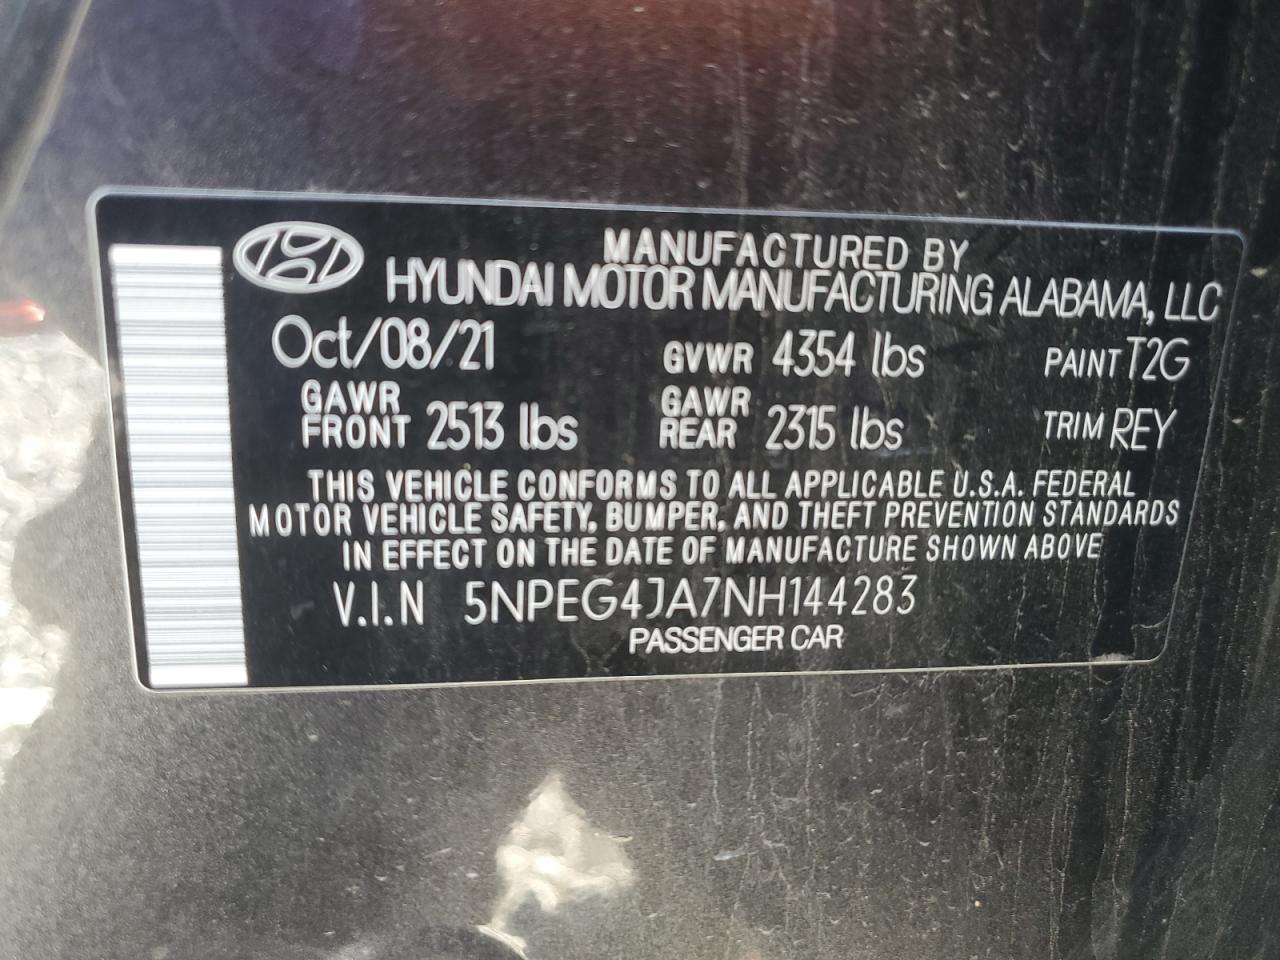 MANUFACTURED BY
HYUNDAI MOTOR MANUFACTURING ALABAMA, LLC
Oct/08/21 GVWR 4354 lbs PAINT T2G
GAWR FRONT 2513 lbs GAWR REAR 2315 lbs TRIM REY
THIS VEHICLE CONFORMS TO ALL APPLICABLE U.S.A. FEDERAL
MOTOR VEHICLE SAFETY, BUMPER, AND THEFT PREVENTION STANDARDS
IN EFFECT ON THE DATE OF MANUFACTURE SHOWN ABOVE
V.I.N 5NPEG4JA7NH144283
PASSENGER CAR